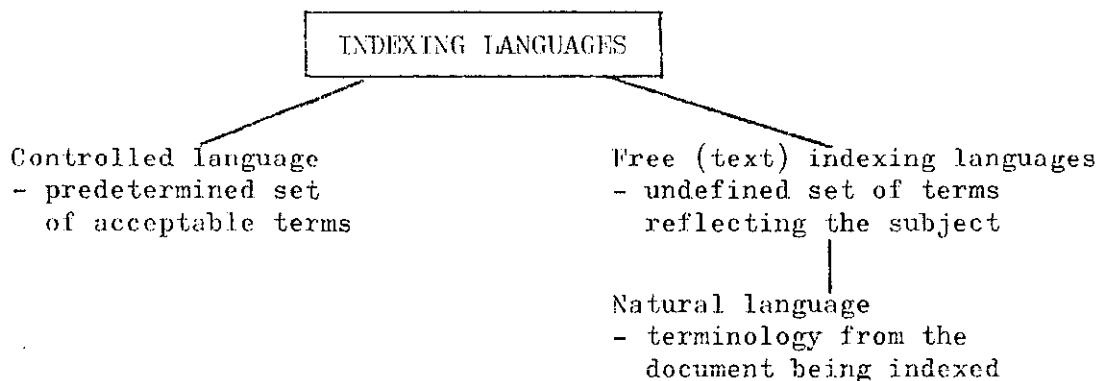 INDEXING LANGUAGES
Controlled language
- predetermined set
of acceptable terms
Free (text) indexing languages
- undefined set of terms
reflecting the subject
Natural language
- terminology from the
document being indexed